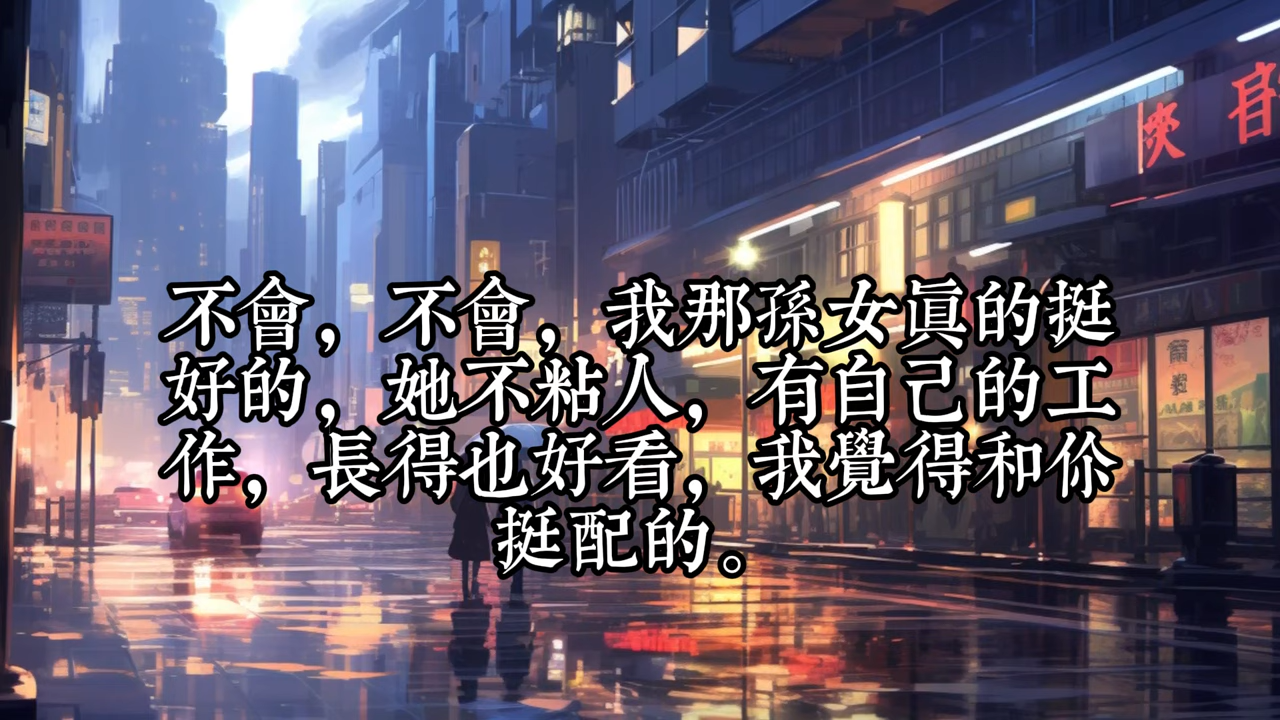 不會，不會，我那孫女眞的挺
好的，她不粘人，有自己的工
作，長得也好看，我覺得和你
挺配的。